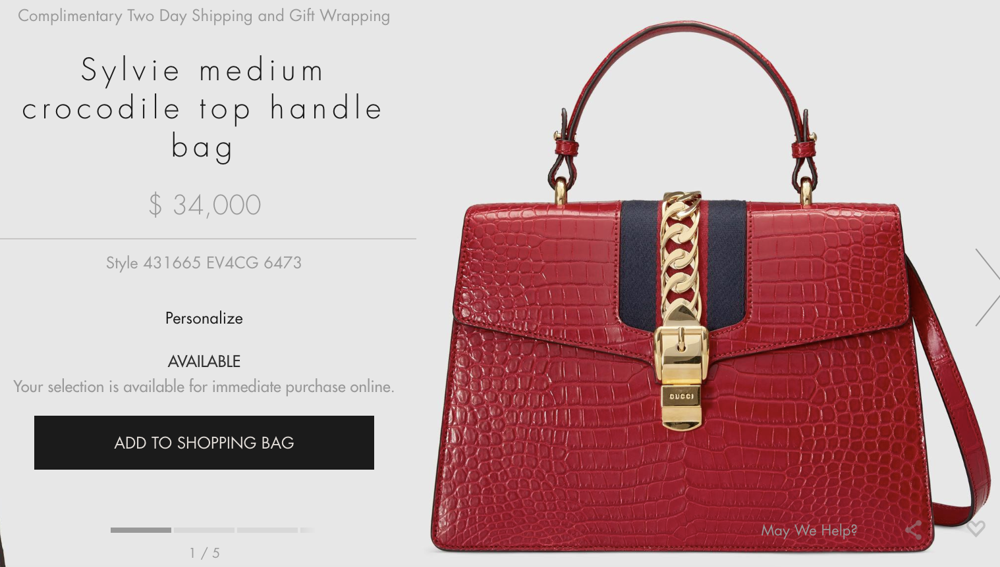 Complimentary Two Day Shipping and Gift Wrapping
Sylvie medium
crocodile top handle
bag
$ 34,000
Style 431665 EV4CG 6473
Personalize
AVAILABLE
Your selection is available for immediate purchase online.
ADD TO SHOPPING BAG
1 / 5
GUCCI
May We Help?